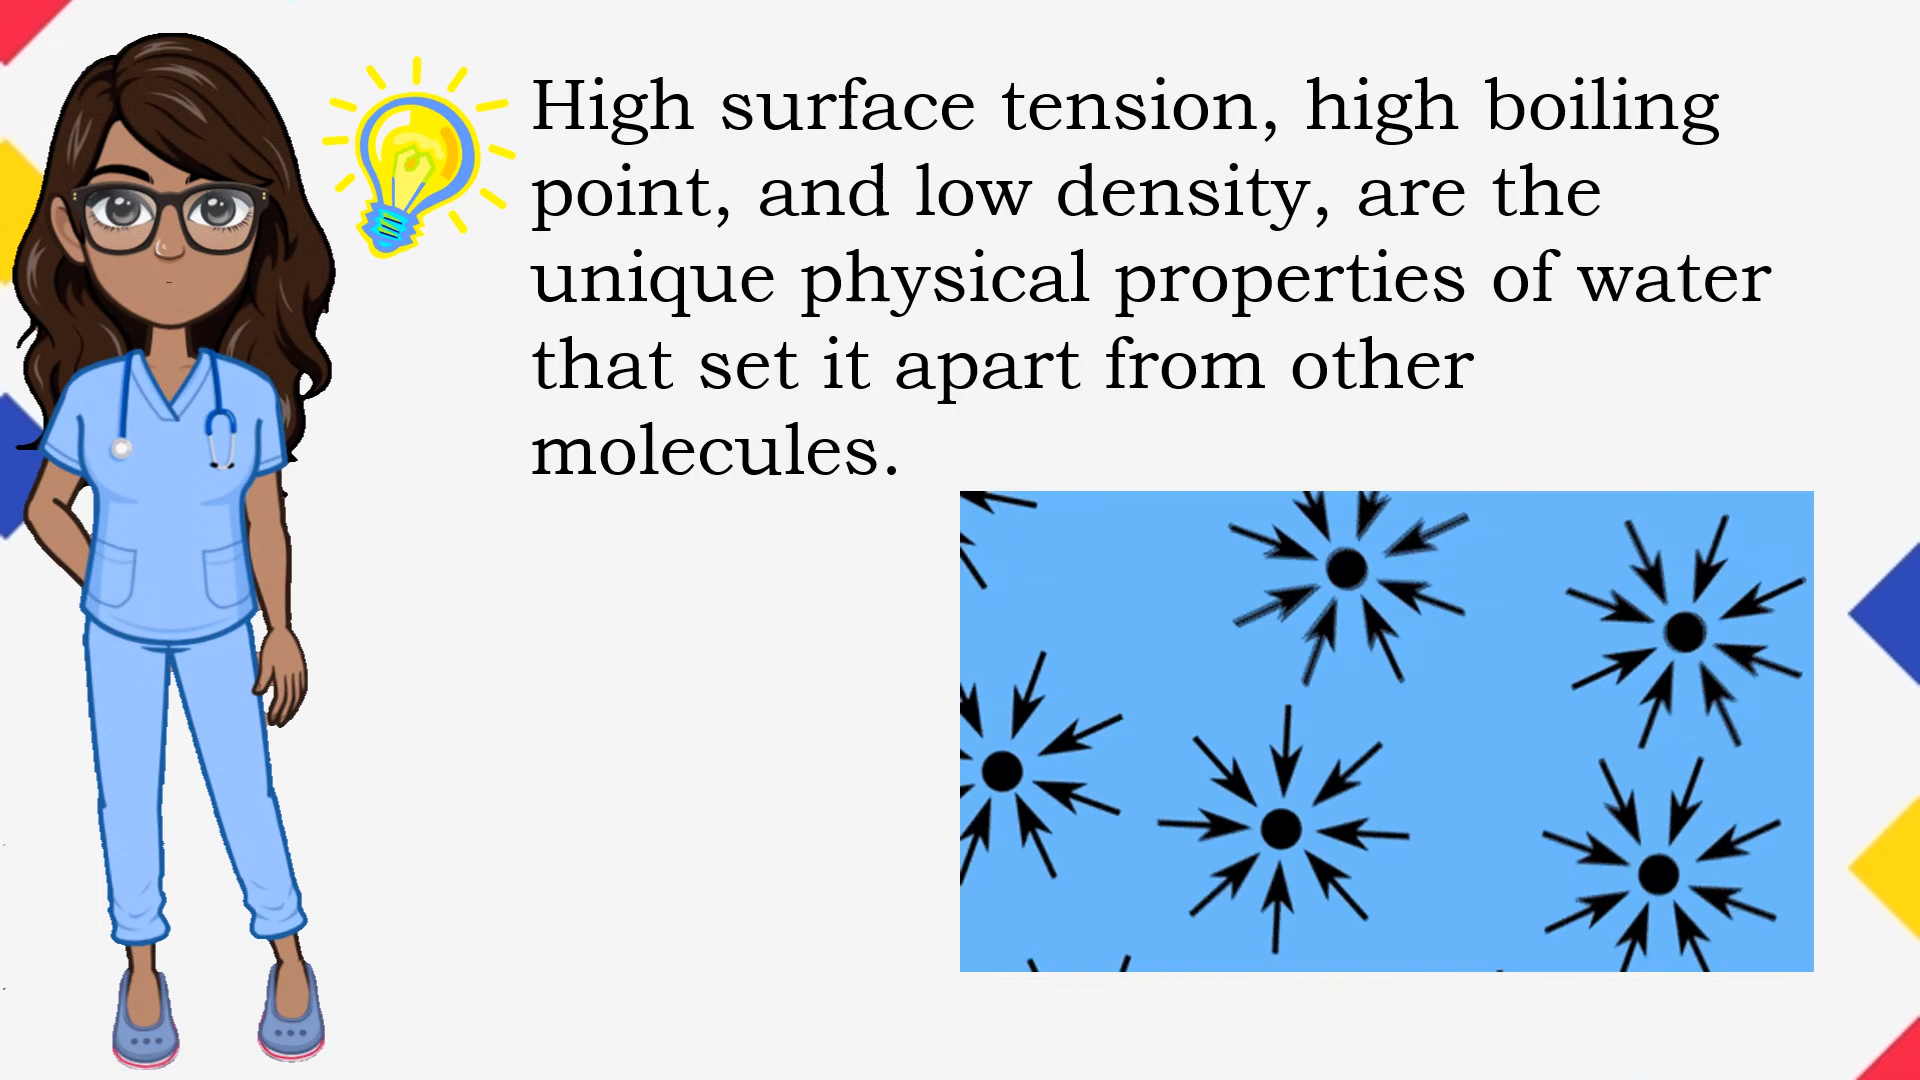 High surface tension, high boiling
point, and low density, are the
unique physical properties of water
that set it apart from other
molecules.